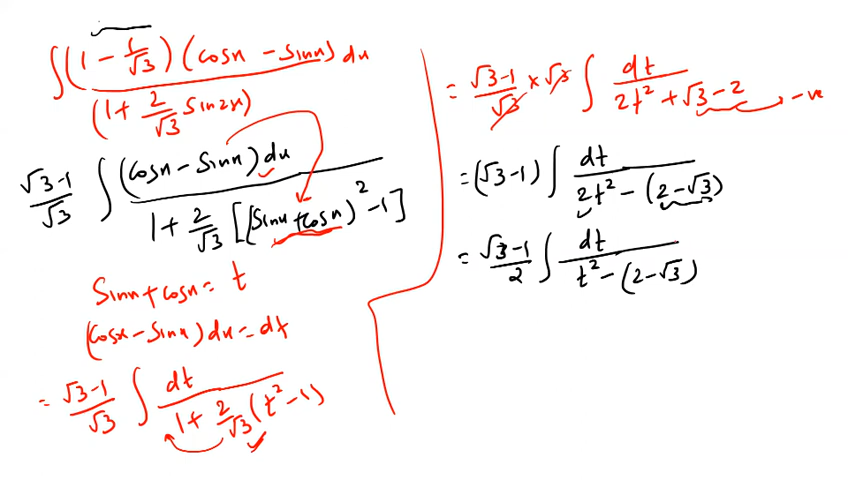 ∫ (1 - 1/√3) (cosx - sinx) dx / (1 + 2/√3 sin2x)
√3-1/√3 ∫ (cosx - sinx) dx / 1 + 2/√3 [(sinx + cosx)² - 1]
sinx + cosx = t
(cosx - sinx) dx = dt
= √3-1/√3 ∫ dt / 1 + 2/√3 (t² - 1)
= √3-1/√3 × √3 ∫ dt / 2t² + √3 - 2 → -ve
= (√3-1) ∫ dt / 2t² - (2-√3)
= √3-1/2 ∫ dt / t² - (2-√3)